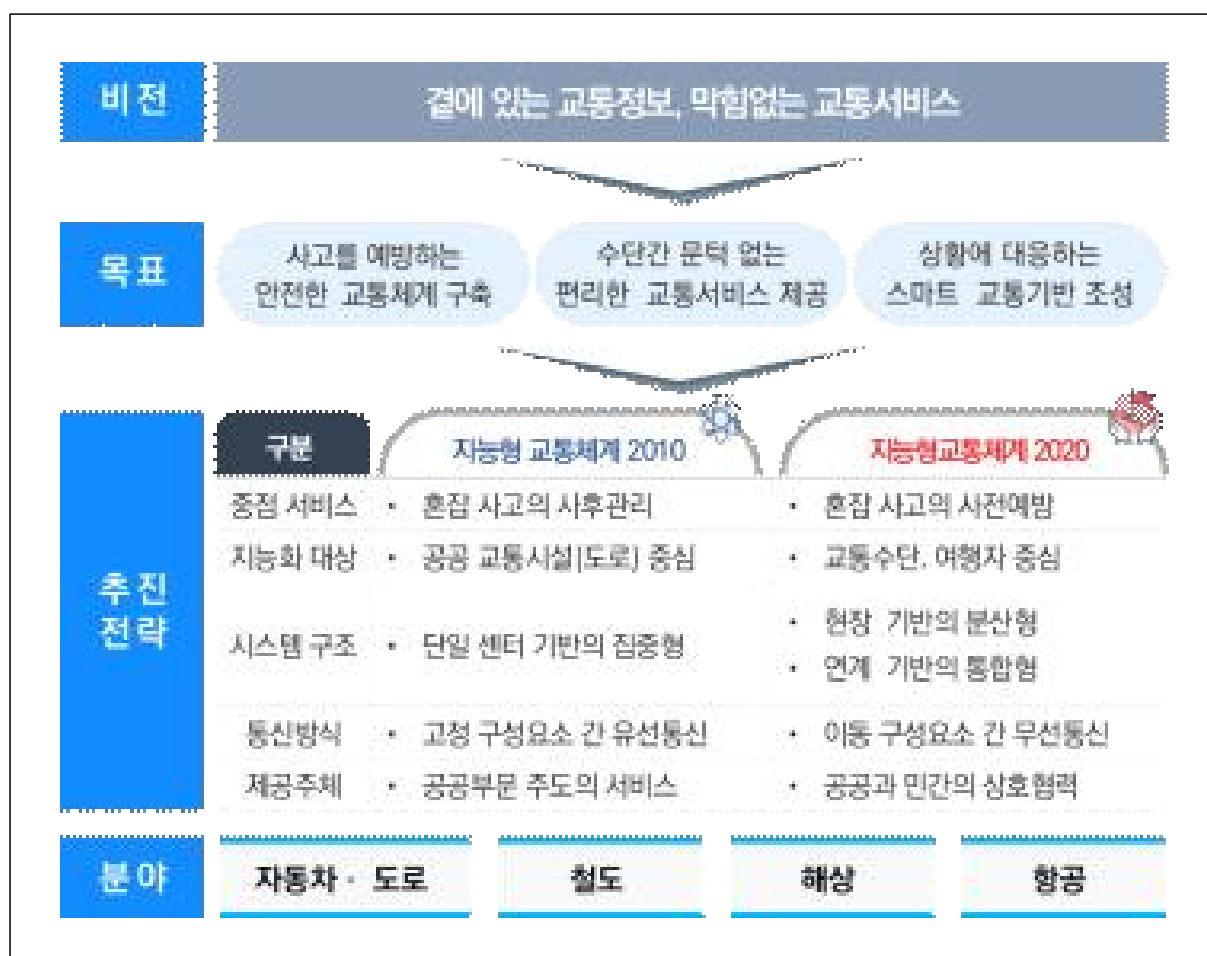 비전
곁에 있는 교통정보, 막힘없는 교통서비스
목표
사고를 예방하는
안전한 교통체계 구축
수단간 문턱 없는
편리한 교통서비스 제공
상황에 대응하는
스마트 교통기반 조성
추진
전략
구분
지능형 교통체계 2010
지능형교통체계 2020
중점 서비스
• 혼잡 사고의 사후관리
• 혼잡 사고의 사전예방
지능화 대상
• 공공 교통시설(도로) 중심
• 교통수단, 여행자 중심
시스템 구조
• 단일 센터 기반의 집중형
• 현장 기반의 분산형
• 연계 기반의 통합형
통신방식
• 고정 구성요소 간 유선통신
• 이동 구성요소 간 무선통신
제공주체
• 공공부문 주도의 서비스
• 공공과 민간의 상호협력
분야
자동차 · 도로
철도
해상
항공